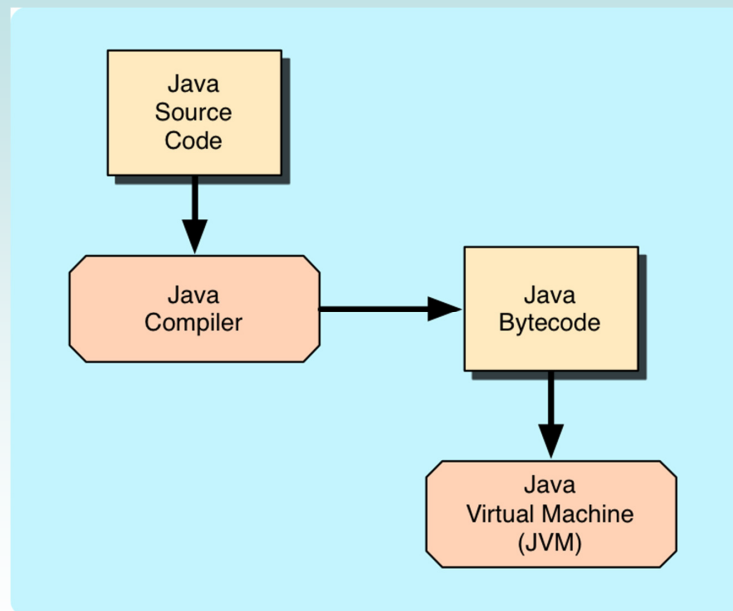 Java
Source
Code
Java
Compiler
Java
Bytecode
Java
Virtual Machine
(JVM)